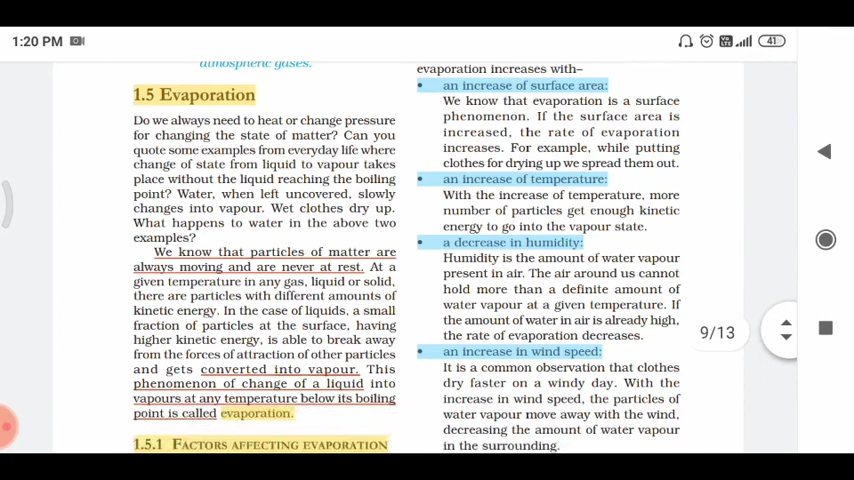 1:20 PM
41
atmospheric gases.
1.5 Evaporation
Do we always need to heat or change pressure
for changing the state of matter? Can you
quote some examples from everyday life where
change of state from liquid to vapour takes
place without the liquid reaching the boiling
point? Water, when left uncovered, slowly
changes into vapour. Wet clothes dry up.
What happens to water in the above two
examples?
We know that particles of matter are
always moving and are never at rest. At a
given temperature in any gas, liquid or solid,
there are particles with different amounts of
kinetic energy. In the case of liquids, a small
fraction of particles at the surface, having
higher kinetic energy, is able to break away
from the forces of attraction of other particles
and gets converted into vapour. This
phenomenon of change of a liquid into
vapours at any temperature below its boiling
point is called evaporation.
1.5.1 FACTORS AFFECTING EVAPORATION
evaporation increases with–
• an increase of surface area:
We know that evaporation is a surface
phenomenon. If the surface area is
increased, the rate of evaporation
increases. For example, while putting
clothes for drying up we spread them out.
• an increase of temperature:
With the increase of temperature, more
number of particles get enough kinetic
energy to go into the vapour state.
• a decrease in humidity:
Humidity is the amount of water vapour
present in air. The air around us cannot
hold more than a definite amount of
water vapour at a given temperature. If
the amount of water in air is already high,
the rate of evaporation decreases.
• an increase in wind speed:
It is a common observation that clothes
dry faster on a windy day. With the
increase in wind speed, the particles of
water vapour move away with the wind,
decreasing the amount of water vapour
in the surrounding.
9/13